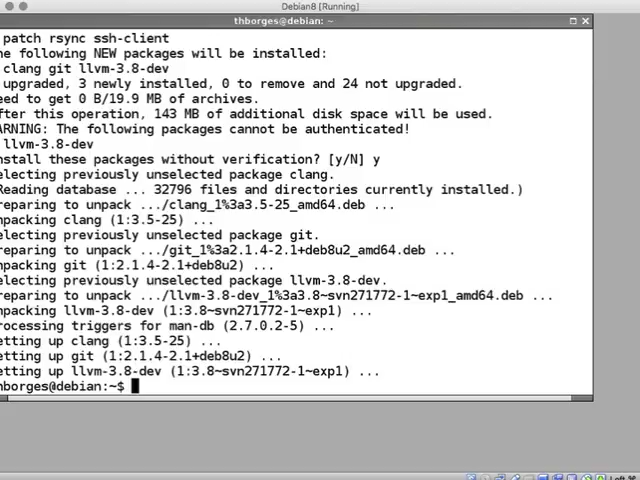 Debian8 [Running]
thborges@debian: ~
patch rsync ssh-client
he following NEW packages will be installed:
clang git llvm-3.8-dev
upgraded, 3 newly installed, 0 to remove and 24 not upgraded.
eed to get 0 B/19.9 MB of archives.
fter this operation, 143 MB of additional disk space will be used.
ARNING: The following packages cannot be authenticated!
llvm-3.8-dev
nstall these packages without verification? [y/N] y
electing previously unselected package clang.
Reading database ... 32796 files and directories currently installed.)
reparing to unpack .../clang_1%3a3.5-25_amd64.deb ...
npacking clang (1:3.5-25) ...
electing previously unselected package git.
reparing to unpack .../git_1%3a2.1.4-2.1+deb8u2_amd64.deb ...
npacking git (1:2.1.4-2.1+deb8u2) ...
electing previously unselected package llvm-3.8-dev.
reparing to unpack .../llvm-3.8-dev_1%3a3.8~svn271772-1~exp1_amd64.deb ...
npacking llvm-3.8-dev (1:3.8~svn271772-1~exp1) ...
rocessing triggers for man-db (2.7.0.2-5) ...
etting up clang (1:3.5-25) ...
etting up git (1:2.1.4-2.1+deb8u2) ...
etting up llvm-3.8-dev (1:3.8~svn271772-1~exp1) ...
hborges@debian:~$
Left ⌘